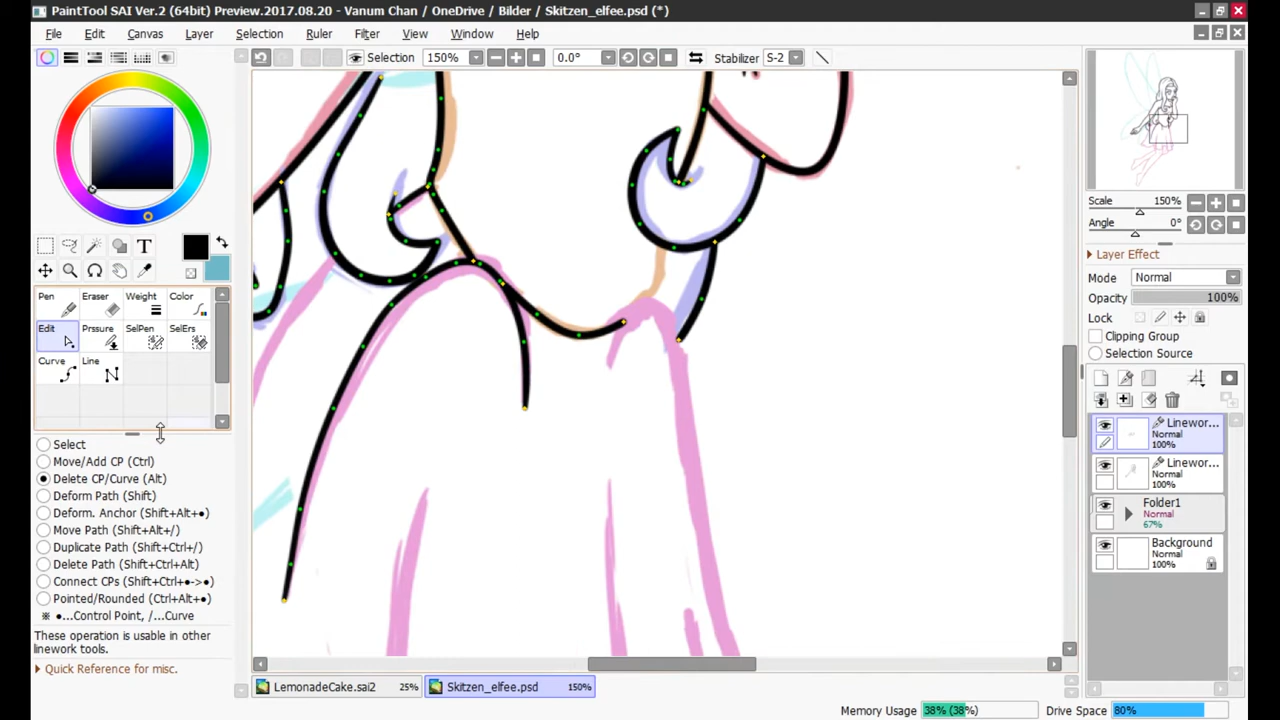 PaintTool SAI Ver.2 (64bit) Preview.2017.08.20 - Vanum Chan / OneDrive / Bilder / Skitzen_elfee.psd (*)
File Edit Canvas Layer Selection Ruler Filter View Window Help
Selection 150% 0.0° Stabilizer S-2
Scale 150%
Angle 0°
Layer Effect
Mode Normal
Opacity 100%
Lock
Clipping Group
Selection Source
T
Pen Eraser Weight Color
Edit Prssure SelPen SelErs
Curve Line
Select
Move/Add CP (Ctrl)
Delete CP/Curve (Alt)
Deform Path (Shift)
Deform. Anchor (Shift+Alt+●)
Move Path (Shift+Alt+/)
Duplicate Path (Shift+Ctrl+/)
Delete Path (Shift+Ctrl+Alt)
Connect CPs (Shift+Ctrl+●->●)
Pointed/Rounded (Ctrl+Alt+●)
※ ●...Control Point, /...Curve
These operation is usable in other
linework tools.
Quick Reference for misc.
Linewor...
Normal
100%
Linewor...
Normal
100%
Folder1
Normal
67%
Background
Normal
100%
LemonadeCake.sai2 25% Skitzen_elfee.psd 150%
Memory Usage 38% (38%) Drive Space 80%